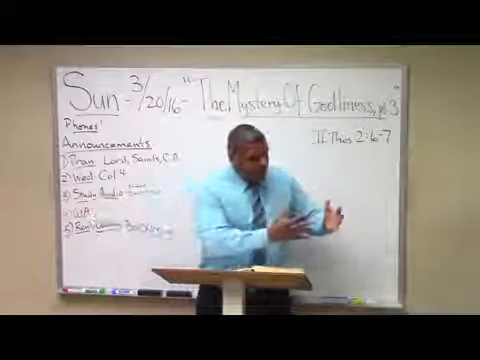 Sun - 3/20/16 - "The Mystery Of Godliness, pt 3"
Phones!
II Thes 2:6-7
Announcements
1) Pray Lord, Saints, C.A.
2) Wed Col 4
3) Study Audio
4)
5)